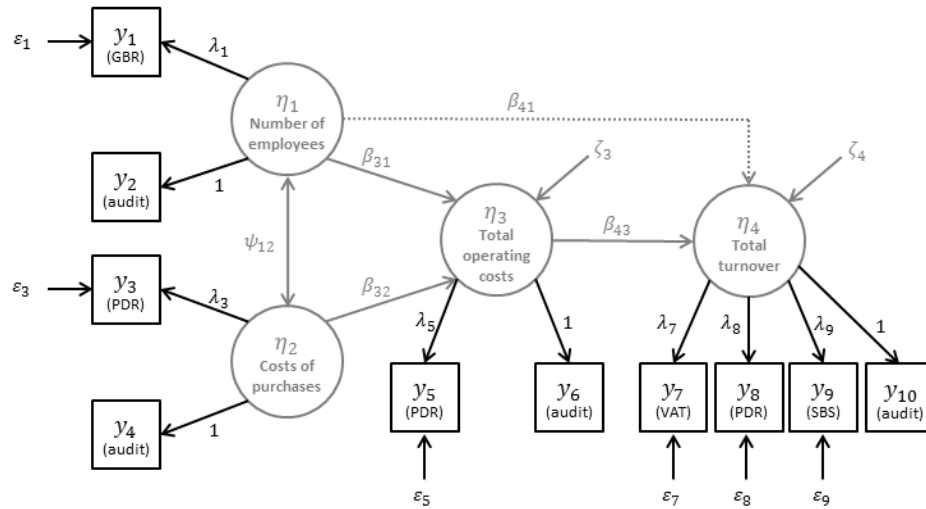 ε₁
y₁
(GBR)
λ₁
η₁
Number of
employees
β₄₁
y₂
(audit)
1
β₃₁
ζ₃
ζ₄
ψ₁₂
η₃
Total
operating
costs
β₄₃
η₄
Total
turnover
ε₃
y₃
(PDR)
λ₃
β₃₂
η₂
Costs of
purchases
λ₅
1
λ₇
λ₈
λ₉
1
y₄
(audit)
1
y₅
(PDR)
y₆
(audit)
y₇
(VAT)
y₈
(PDR)
y₉
(SBS)
y₁₀
(audit)
ε₅
ε₇
ε₈
ε₉